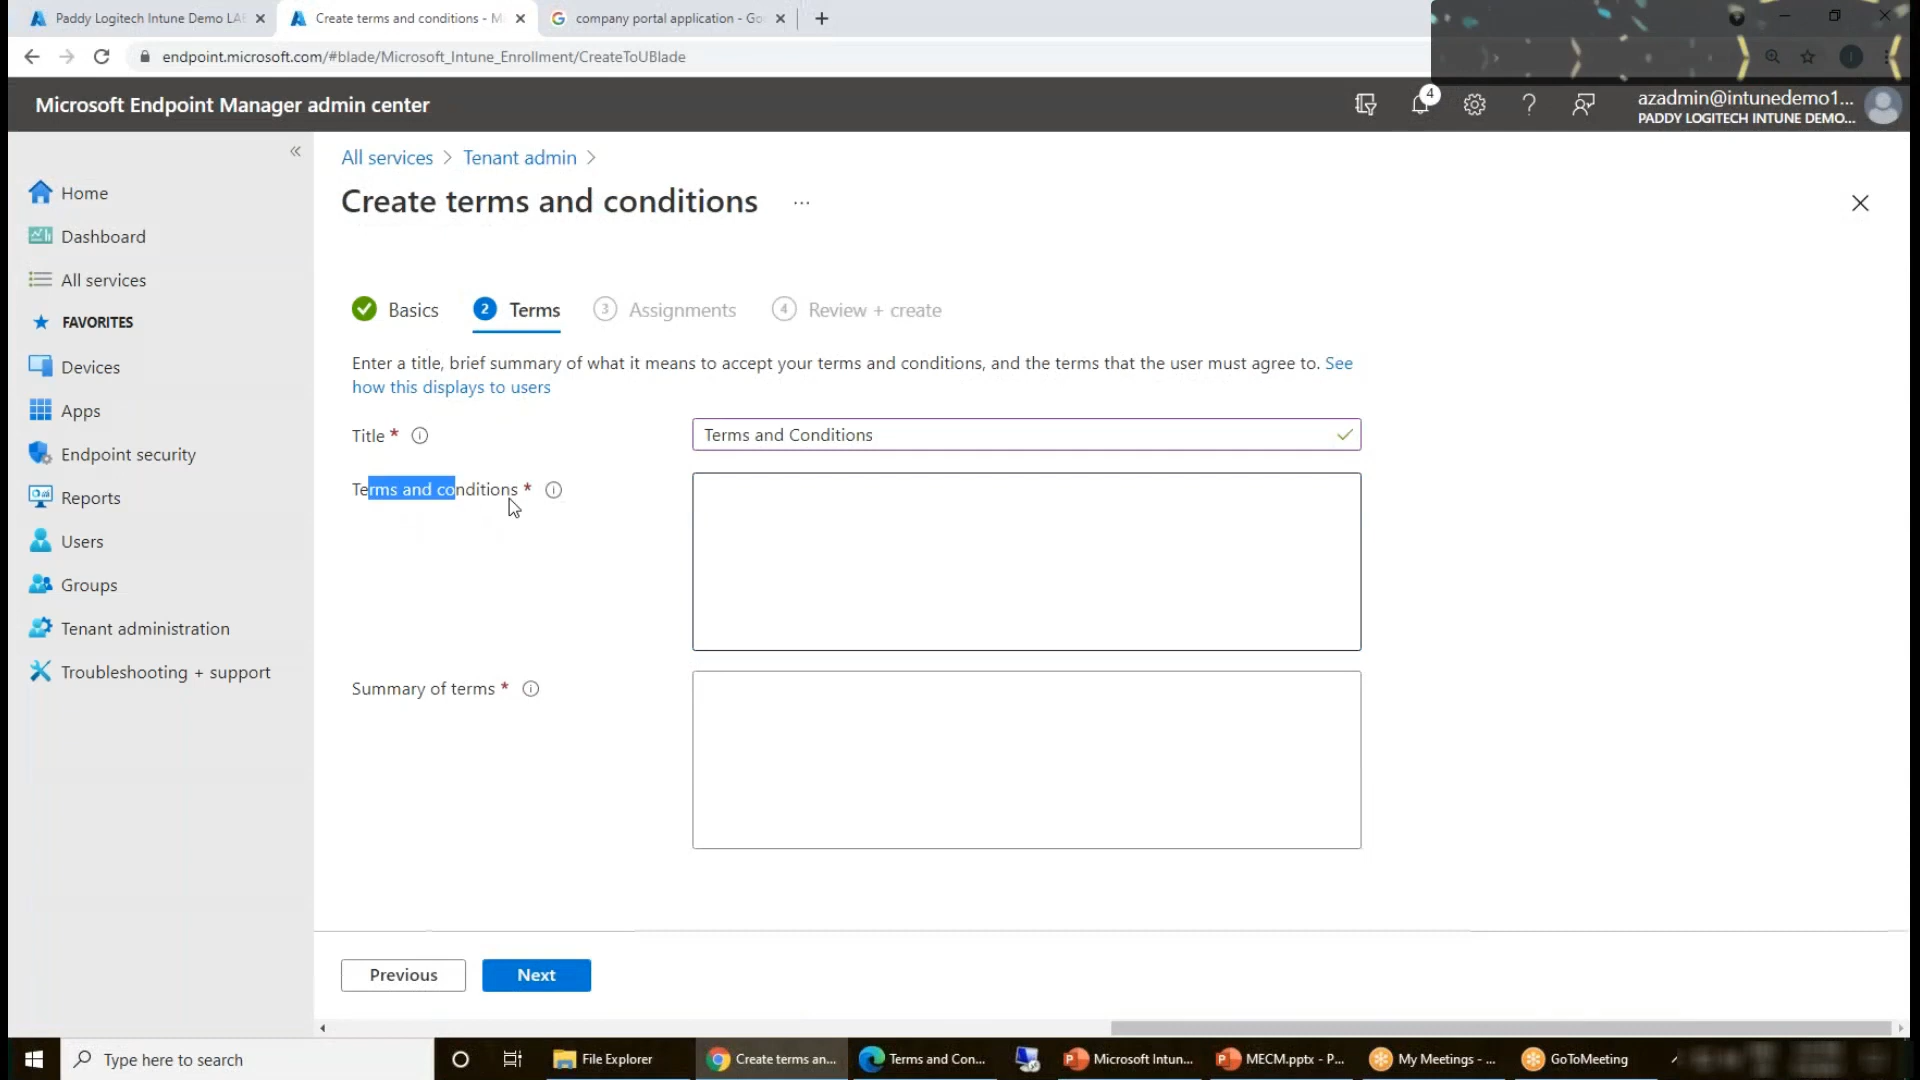 Paddy Logitech Intune Demo LA
Create terms and conditions - M
company portal application - Go
endpoint.microsoft.com/#blade/Microsoft_Intune_Enrollment/CreateToUBlade
Microsoft Endpoint Manager admin center
4
azadmin@intunedemo1...
PADDY LOGITECH INTUNE DEMO...
Home
Dashboard
All services
FAVORITES
Devices
Apps
Endpoint security
Reports
Users
Groups
Tenant administration
Troubleshooting + support
All services > Tenant admin >
Create terms and conditions ...
Basics
2 Terms
3 Assignments
4 Review + create
Enter a title, brief summary of what it means to accept your terms and conditions, and the terms that the user must agree to. See
how this displays to users
Title *
Terms and Conditions
Terms and conditions *
Summary of terms *
Previous
Next
Type here to search
File Explorer
Create terms an...
Terms and Con...
Microsoft Intun...
MECM.pptx - P...
My Meetings - ...
GoToMeeting